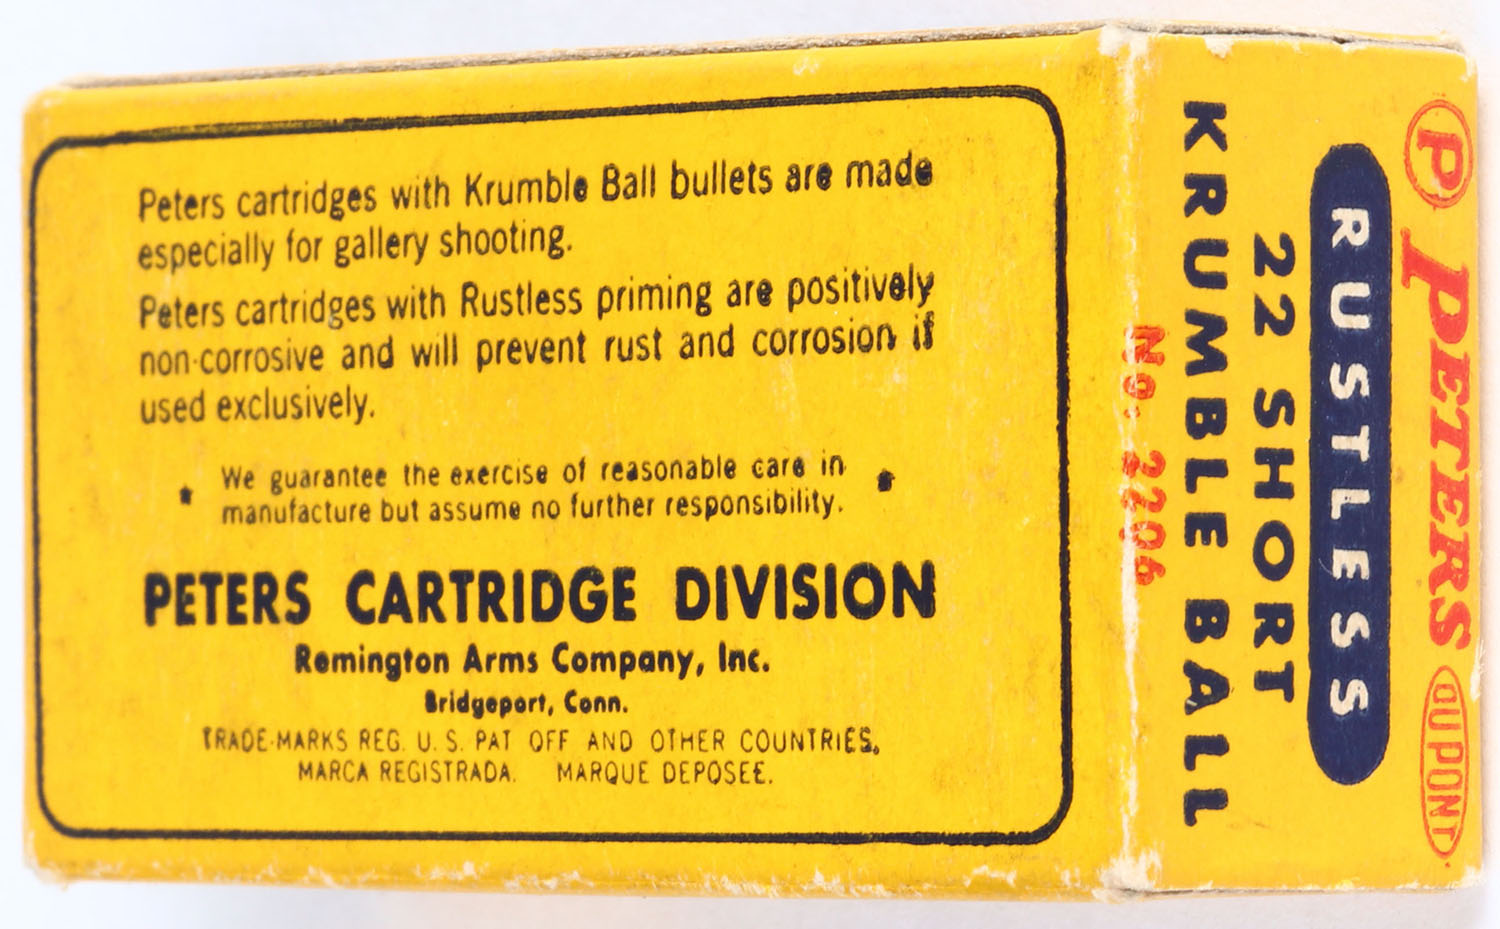 Peters cartridges with Krumble Ball bullets are made
especially for gallery shooting.
Peters cartridges with Rustless priming are positively
non-corrosive and will prevent rust and corrosion if
used exclusively.
We guarantee the exercise of reasonable care in
manufacture but assume no further responsibility.
PETERS CARTRIDGE DIVISION
Remington Arms Company, Inc.
Bridgeport, Conn.
TRADE-MARKS REG. U. S. PAT OFF AND OTHER COUNTRIES.
MARCA REGISTRADA. MARQUE DEPOSEE.
P PETERS DUPONT
RUSTLESS
22 SHORT
KRUMBLE BALL
No. 2206